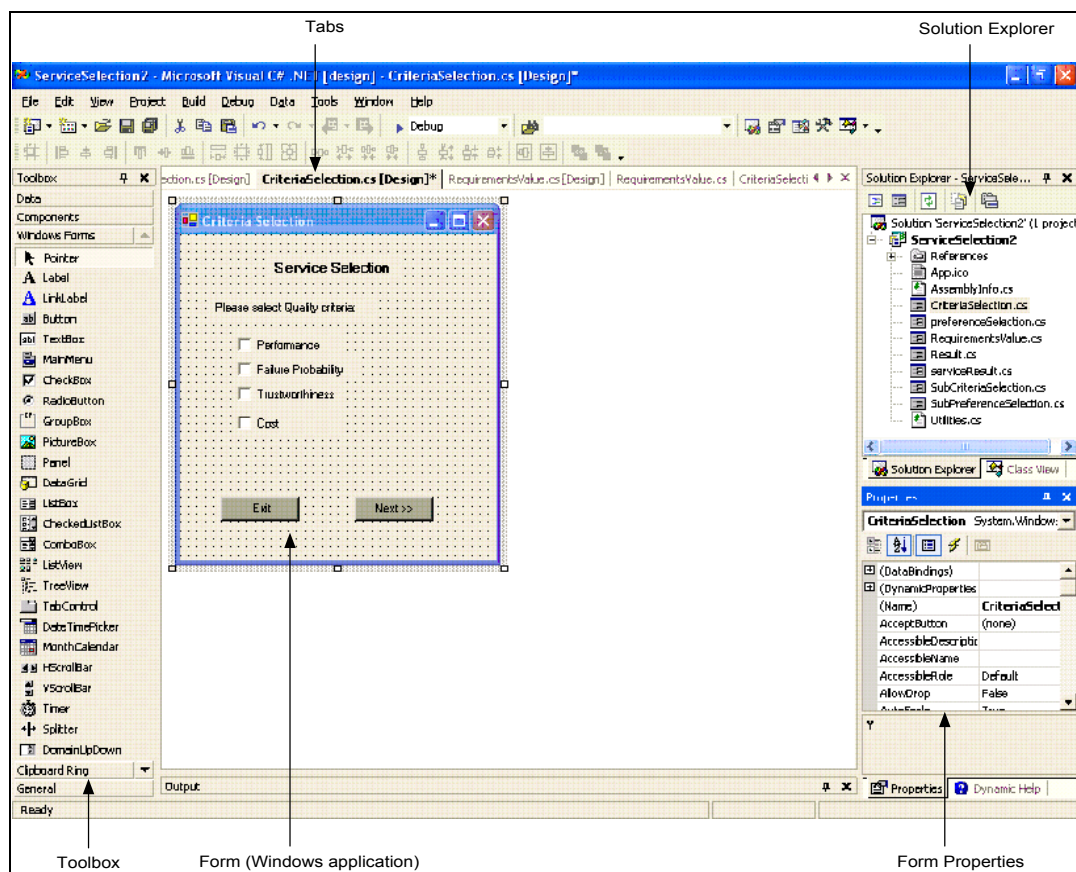 Tabs
Solution Explorer
ServiceSelection2 - Microsoft Visual C# .NET [design] - CriteriaSelection.cs [Design]*
File Edit View Project Build Debug Data Tools Window Help
Debug
Toolbox
Data
Components
Windows Forms
Pointer
Label
LinkLabel
Button
TextBox
MainMenu
CheckBox
RadioButton
GroupBox
PictureBox
Panel
DataGrid
ListBox
CheckedListBox
ComboBox
ListView
TreeView
TabControl
DateTimePicker
MonthCalendar
HScrollBar
VScrollBar
Timer
Splitter
DomainUpDown
Clipboard Ring
General
ection.cs [Design] CriteriaSelection.cs [Design]* RequirementsValue.cs [Design] RequirementsValue.cs CriteriaSelecti
Criteria Selection
Service Selection
Please select Quality criteria:
Performance
Failure Probability
Trustworthiness
Cost
Exit Next >>
Output
Solution Explorer - ServiceSele...
Solution 'ServiceSelection2' (1 project
ServiceSelection2
References
App.ico
AssemblyInfo.cs
CriteriaSelection.cs
preferenceSelection.cs
RequirementsValue.cs
Result.cs
serviceResult.cs
SubCriteriaSelection.cs
SubPreferenceSelection.cs
Utilities.cs
Solution Explorer Class View
Properties
CriteriaSelection System.Window:
(DataBindings)
(DynamicProperties
(Name) CriteriaSelect
AcceptButton (none)
AccessibleDescriptic
AccessibleName
AccessibleRole Default
AllowDrop False
AutoScale True
Y
Properties Dynamic Help
Ready
Toolbox
Form (Windows application)
Form Properties